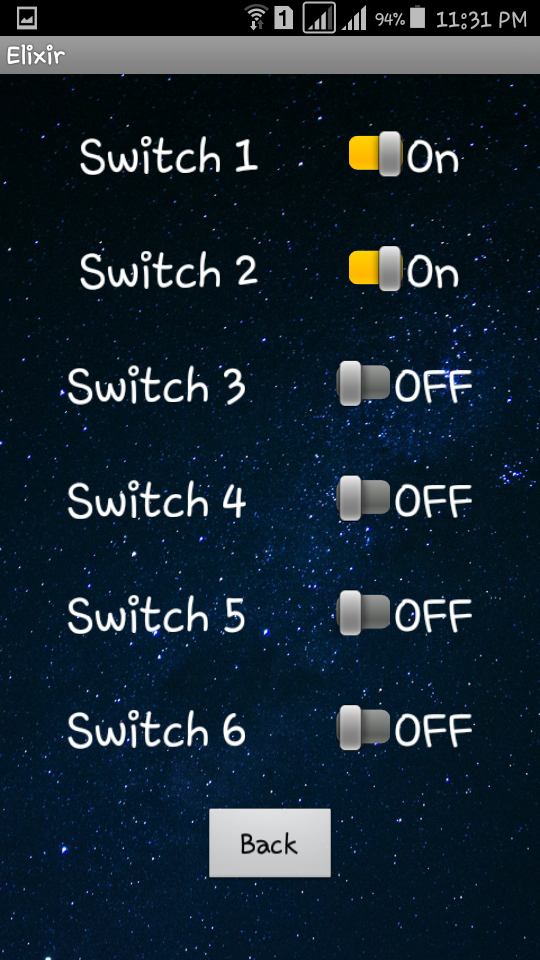 1 94% 11:31 PM
Elixir
Switch 1 On
Switch 2 On
Switch 3 OFF
Switch 4 OFF
Switch 5 OFF
Switch 6 OFF
Back